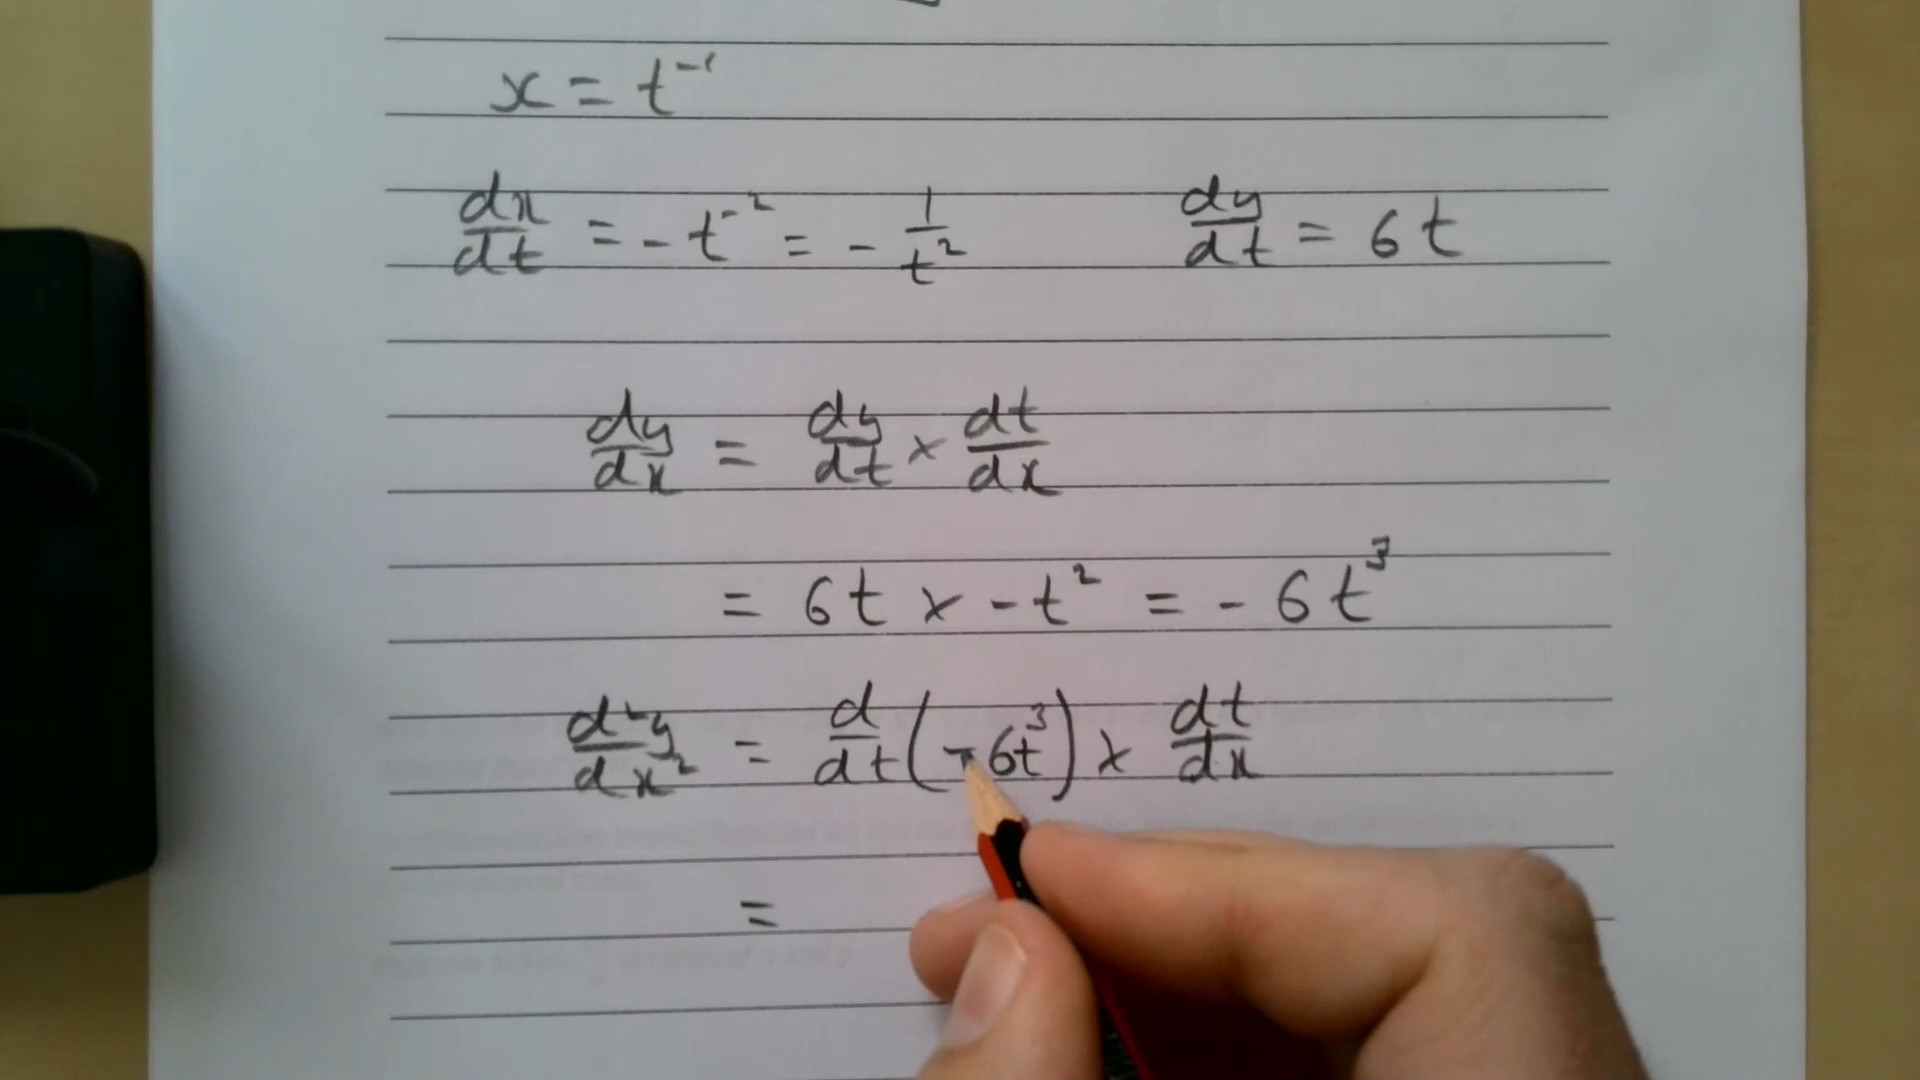 x = t⁻¹
dx/dt = -t⁻² = -1/t² dy/dt = 6t
dy/dx = dy/dt × dt/dx
= 6t × -t² = -6t³
d²y/dx² = d/dt(-6t³) × dt/dx
=